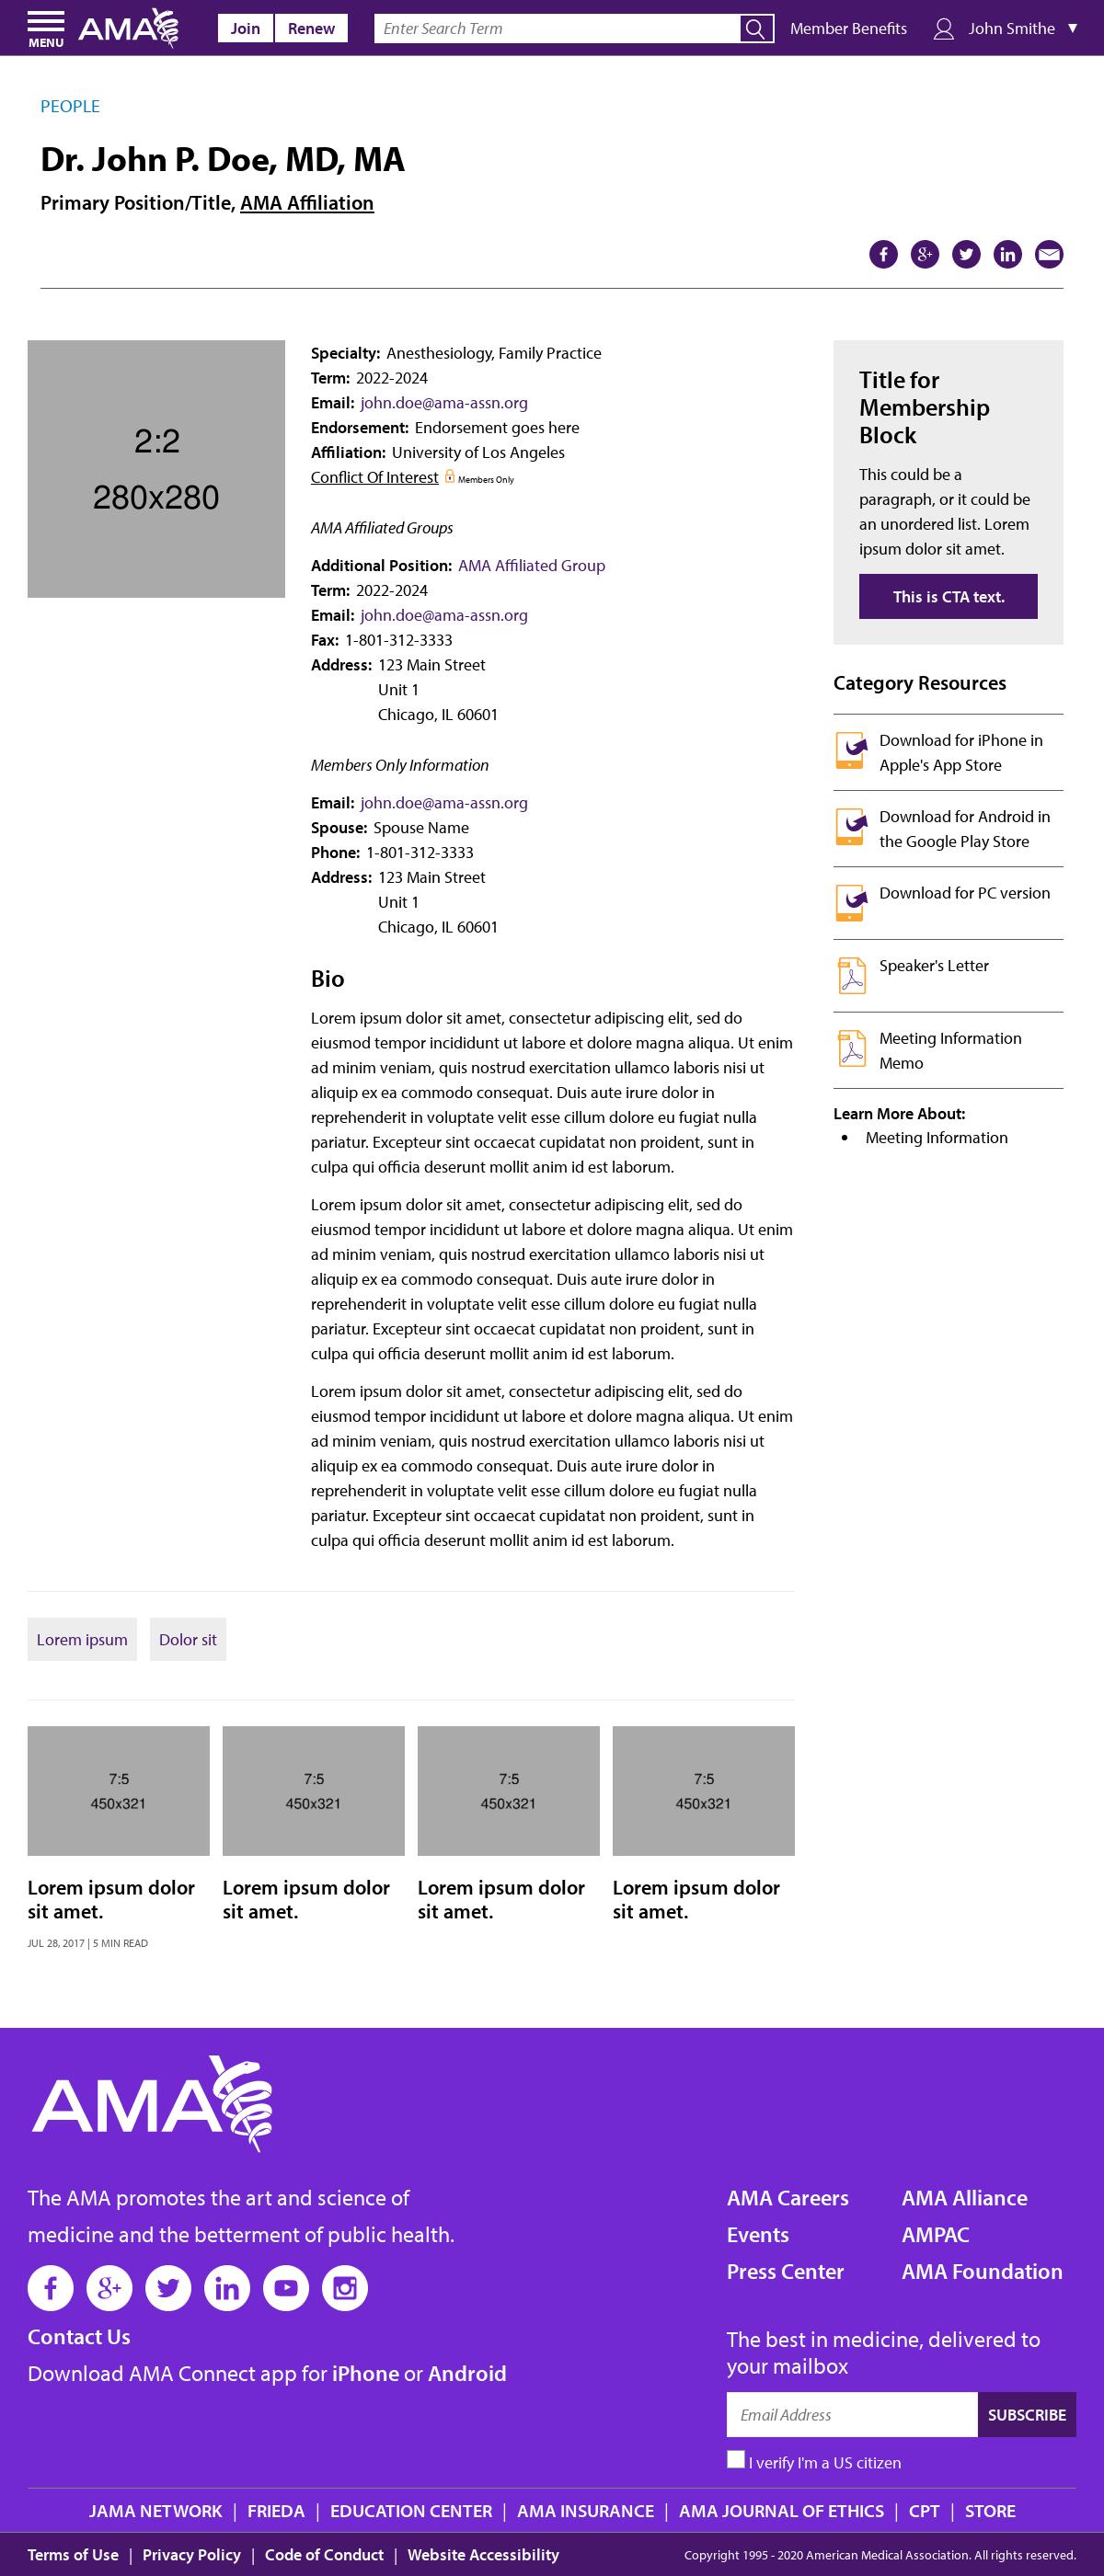 MENU
AMA
Join
Renew
Enter Search Term
Member Benefits
John Smithe ▼
PEOPLE
Dr. John P. Doe, MD, MA
Primary Position/Title, AMA Affiliation
2:2
280x280
Specialty: Anesthesiology, Family Practice
Term: 2022-2024
Email: john.doe@ama-assn.org
Endorsement: Endorsement goes here
Affiliation: University of Los Angeles
Conflict Of Interest Members Only
AMA Affiliated Groups
Additional Position: AMA Affiliated Group
Term: 2022-2024
Email: john.doe@ama-assn.org
Fax: 1-801-312-3333
Address: 123 Main Street
Unit 1
Chicago, IL 60601
Members Only Information
Email: john.doe@ama-assn.org
Spouse: Spouse Name
Phone: 1-801-312-3333
Address: 123 Main Street
Unit 1
Chicago, IL 60601
Bio
Lorem ipsum dolor sit amet, consectetur adipiscing elit, sed do
eiusmod tempor incididunt ut labore et dolore magna aliqua. Ut enim
ad minim veniam, quis nostrud exercitation ullamco laboris nisi ut
aliquip ex ea commodo consequat. Duis aute irure dolor in
reprehenderit in voluptate velit esse cillum dolore eu fugiat nulla
pariatur. Excepteur sint occaecat cupidatat non proident, sunt in
culpa qui officia deserunt mollit anim id est laborum.
Lorem ipsum dolor sit amet, consectetur adipiscing elit, sed do
eiusmod tempor incididunt ut labore et dolore magna aliqua. Ut enim
ad minim veniam, quis nostrud exercitation ullamco laboris nisi ut
aliquip ex ea commodo consequat. Duis aute irure dolor in
reprehenderit in voluptate velit esse cillum dolore eu fugiat nulla
pariatur. Excepteur sint occaecat cupidatat non proident, sunt in
culpa qui officia deserunt mollit anim id est laborum.
Lorem ipsum dolor sit amet, consectetur adipiscing elit, sed do
eiusmod tempor incididunt ut labore et dolore magna aliqua. Ut enim
ad minim veniam, quis nostrud exercitation ullamco laboris nisi ut
aliquip ex ea commodo consequat. Duis aute irure dolor in
reprehenderit in voluptate velit esse cillum dolore eu fugiat nulla
pariatur. Excepteur sint occaecat cupidatat non proident, sunt in
culpa qui officia deserunt mollit anim id est laborum.
Title for
Membership
Block
This could be a
paragraph, or it could be
an unordered list. Lorem
ipsum dolor sit amet.
This is CTA text.
Category Resources
Download for iPhone in
Apple's App Store
Download for Android in
the Google Play Store
Download for PC version
Speaker's Letter
Meeting Information
Memo
Learn More About:
• Meeting Information
Lorem ipsum
Dolor sit
7:5
450x321
Lorem ipsum dolor
sit amet.
JUL 28, 2017 | 5 MIN READ
7:5
450x321
Lorem ipsum dolor
sit amet.
7:5
450x321
Lorem ipsum dolor
sit amet.
7:5
450x321
Lorem ipsum dolor
sit amet.
AMA
The AMA promotes the art and science of
medicine and the betterment of public health.
Contact Us
Download AMA Connect app for iPhone or Android
AMA Careers
Events
Press Center
AMA Alliance
AMPAC
AMA Foundation
The best in medicine, delivered to
your mailbox
Email Address
SUBSCRIBE
I verify I'm a US citizen
JAMA NETWORK | FRIEDA | EDUCATION CENTER | AMA INSURANCE | AMA JOURNAL OF ETHICS | CPT | STORE
Terms of Use | Privacy Policy | Code of Conduct | Website Accessibility
Copyright 1995 - 2020 American Medical Association. All rights reserved.